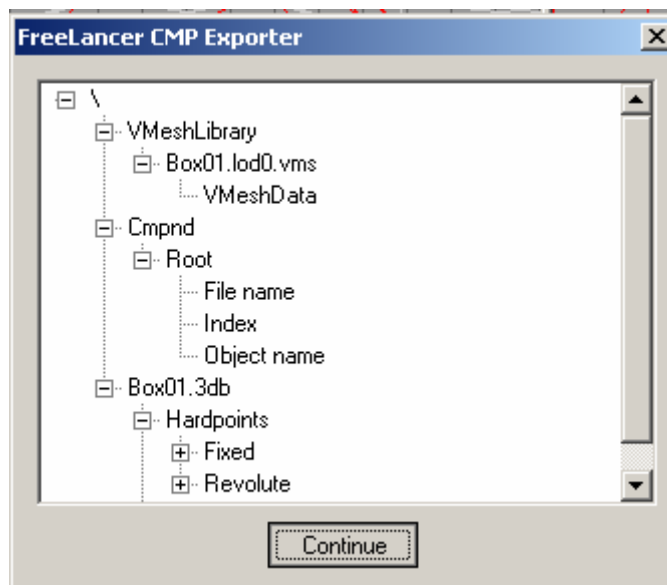 FreeLancer CMP Exporter
\
VMeshLibrary
Box01.lod0.vms
VMeshData
Cmpnd
Root
File name
Index
Object name
Box01.3db
Hardpoints
Fixed
Revolute
Continue